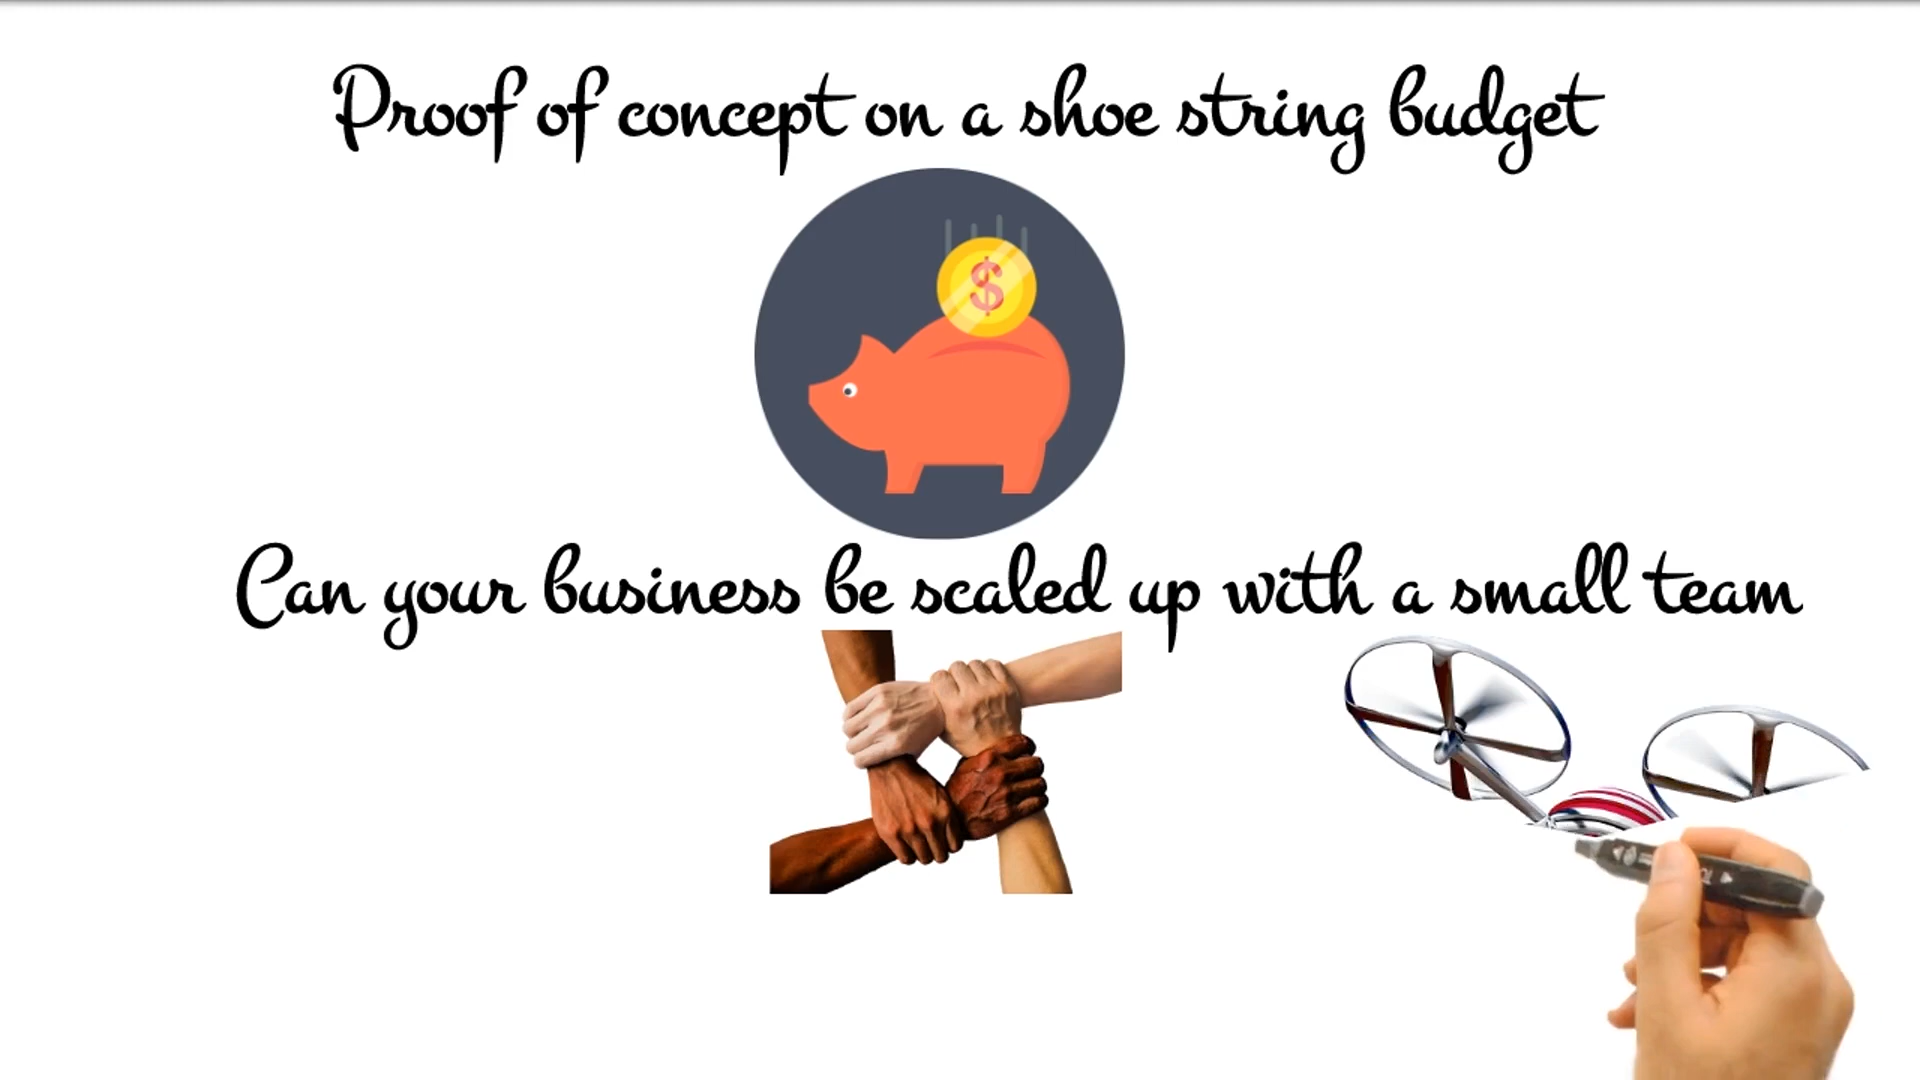 Proof of concept on a shoe string budget
$
Can your business be scaled up with a small team